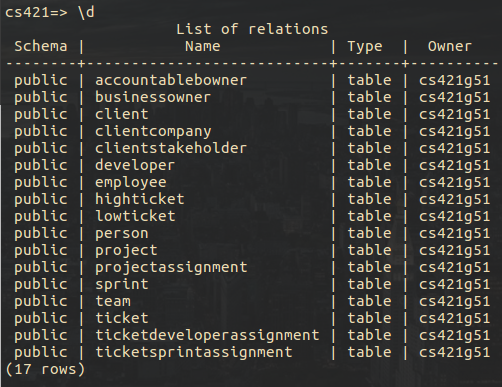 cs421=> \d
List of relations
Schema | Name | Type | Owner
--------+---------------------------+-------+----------
public | accountablebowner | table | cs421g51
public | businessowner | table | cs421g51
public | client | table | cs421g51
public | clientcompany | table | cs421g51
public | clientstakeholder | table | cs421g51
public | developer | table | cs421g51
public | employee | table | cs421g51
public | highticket | table | cs421g51
public | lowticket | table | cs421g51
public | person | table | cs421g51
public | project | table | cs421g51
public | projectassignment | table | cs421g51
public | sprint | table | cs421g51
public | team | table | cs421g51
public | ticket | table | cs421g51
public | ticketdeveloperassignment | table | cs421g51
public | ticketsprintassignment | table | cs421g51
(17 rows)